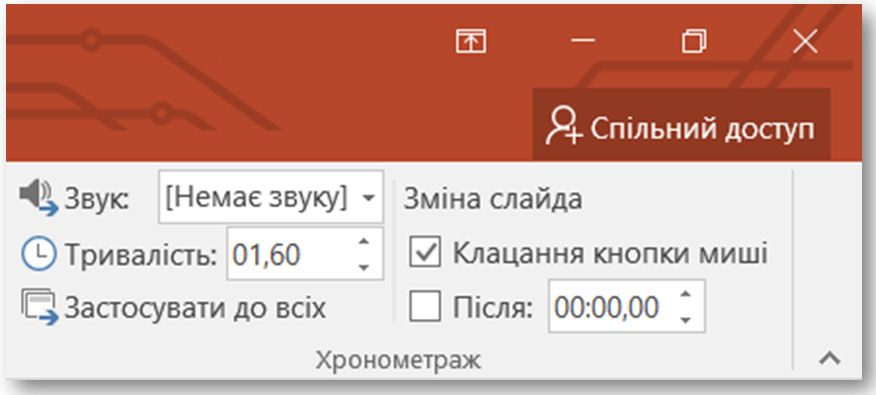 Спільний доступ
Звук: [Немає звуку] Зміна слайда
Тривалість: 01,60 Клацання кнопки миші
Застосувати до всіх Після: 00:00,00
Хронометраж